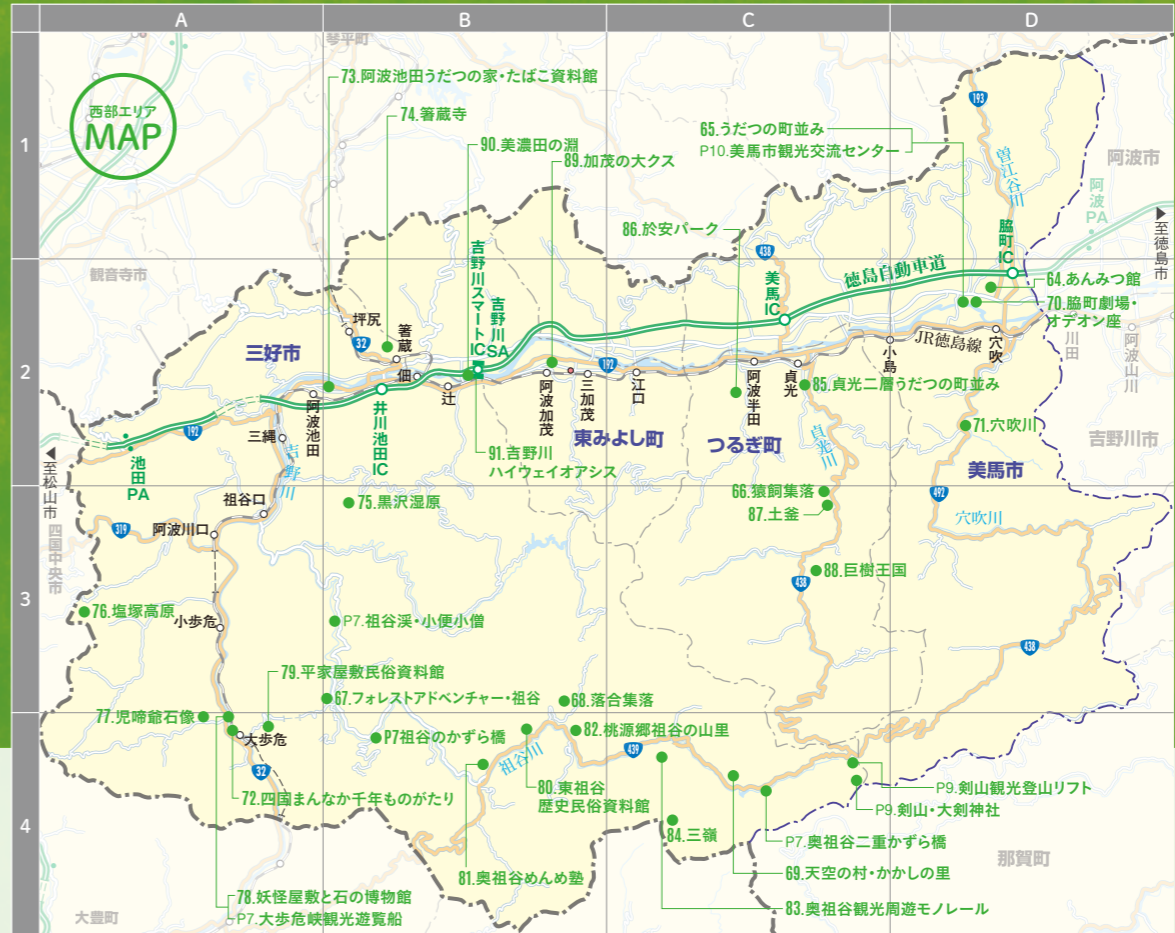 A
B
C
D
1
2
3
4
西部エリア
MAP
琴平町
73.阿波池田うだつの家・たばこ資料館
74.箸蔵寺
90.美濃田の淵
89.加茂の大クス
65.うだつの町並み
P10.美馬市観光交流センター
193
曽江谷川
阿波市
阿波PA
▶至徳島市
86.於安パーク
438
脇町IC
観音寺市
吉野川スマートIC
吉野川SA
美馬IC
徳島自動車道
64.あんみつ館
70.脇町劇場・
オデオン座
坪尻
32
箸蔵
三好市
佃
辻
192
阿波加茂
三加茂
江口
阿波半田
貞光
小島
JR徳島線
穴吹
川田
阿波山川
85.貞光二層うだつの町並み
阿波池田
井川池田IC
三縄
吉野川
東みよし町
つるぎ町
貞光川
71.穴吹川
吉野川市
美馬市
192
池田PA
◀至松山市
91.吉野川
ハイウェイオアシス
祖谷口
75.黒沢湿原
66.猿飼集落
87.土釜
492
穴吹川
319
阿波川口
四国中央市
88.巨樹王国
438
76.塩塚高原
小歩危
P7.祖谷渓・小便小僧
438
79.平家屋敷民俗資料館
67.フォレストアドベンチャー・祖谷
68.落合集落
77.児啼爺石像
大歩危
P7祖谷のかずら橋
82.桃源郷祖谷の山里
439
祖谷川
32
72.四国まんなか千年ものがたり
80.東祖谷
歴史民俗資料館
P9.剣山観光登山リフト
P9.剣山・大剣神社
84.三嶺
P7.奥祖谷二重かずら橋
那賀町
81.奥祖谷めんめ塾
69.天空の村・かかしの里
78.妖怪屋敷と石の博物館
P7.大歩危峡観光遊覧船
大豊町
83.奥祖谷観光周遊モノレール